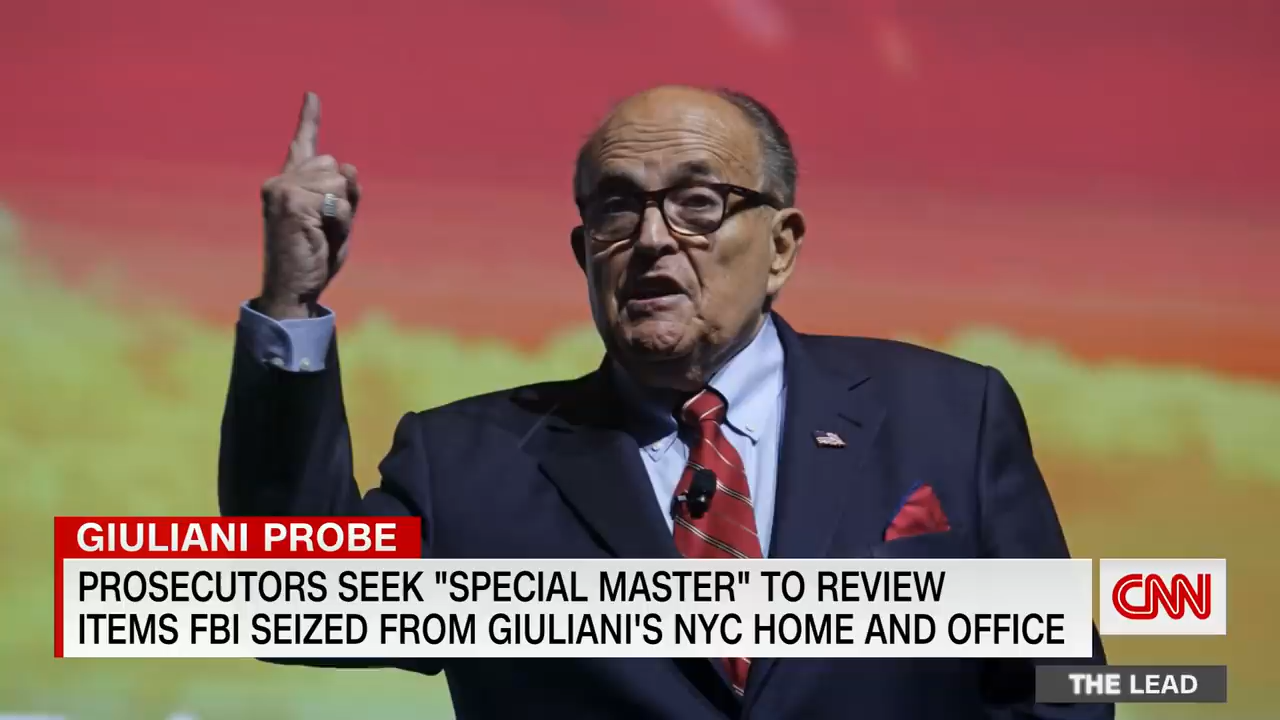 GIULIANI PROBE
PROSECUTORS SEEK "SPECIAL MASTER" TO REVIEW
ITEMS FBI SEIZED FROM GIULIANI'S NYC HOME AND OFFICE
CNN
THE LEAD